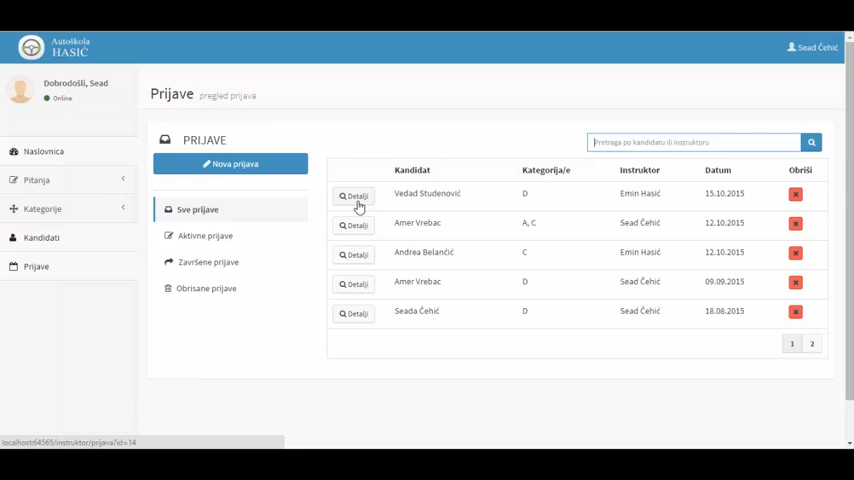 Autoškola
HASIĆ
Sead Čehić
Dobrodošli, Sead
Online
Naslovnica
Pitanja
Kategorije
Kandidati
Prijave
Prijave pregled prijava
PRIJAVE
Nova prijava
Sve prijave
Aktivne prijave
Završene prijave
Obrisane prijave
Pretraga po kandidatu ili instruktoru
Kandidat Kategorija/e Instruktor Datum Obriši
Detalji Vedad Studenović D Emin Hasić 15.10.2015
Detalji Amer Vrebac A, C Sead Čehić 12.10.2015
Detalji Andrea Belančić C Emin Hasić 12.10.2015
Detalji Amer Vrebac D Sead Čehić 09.09.2015
Detalji Seada Čehić D Sead Čehić 18.08.2015
1 2
localhost:64565/instruktor/prijava?id=14